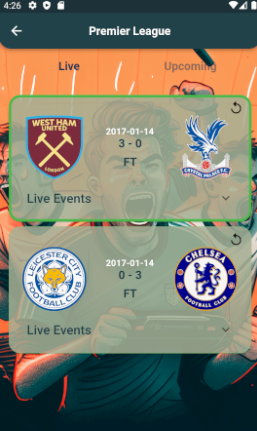 4:26
Premier League
Live
Upcoming
WEST HAM
UNITED
LONDON
2017-01-14
3 - 0
FT
CRYSTAL PALACE F.C.
Live Events
LEICESTER CITY
FOOTBALL CLUB
2017-01-14
0 - 3
FT
CHELSEA
FOOTBALL CLUB
Live Events